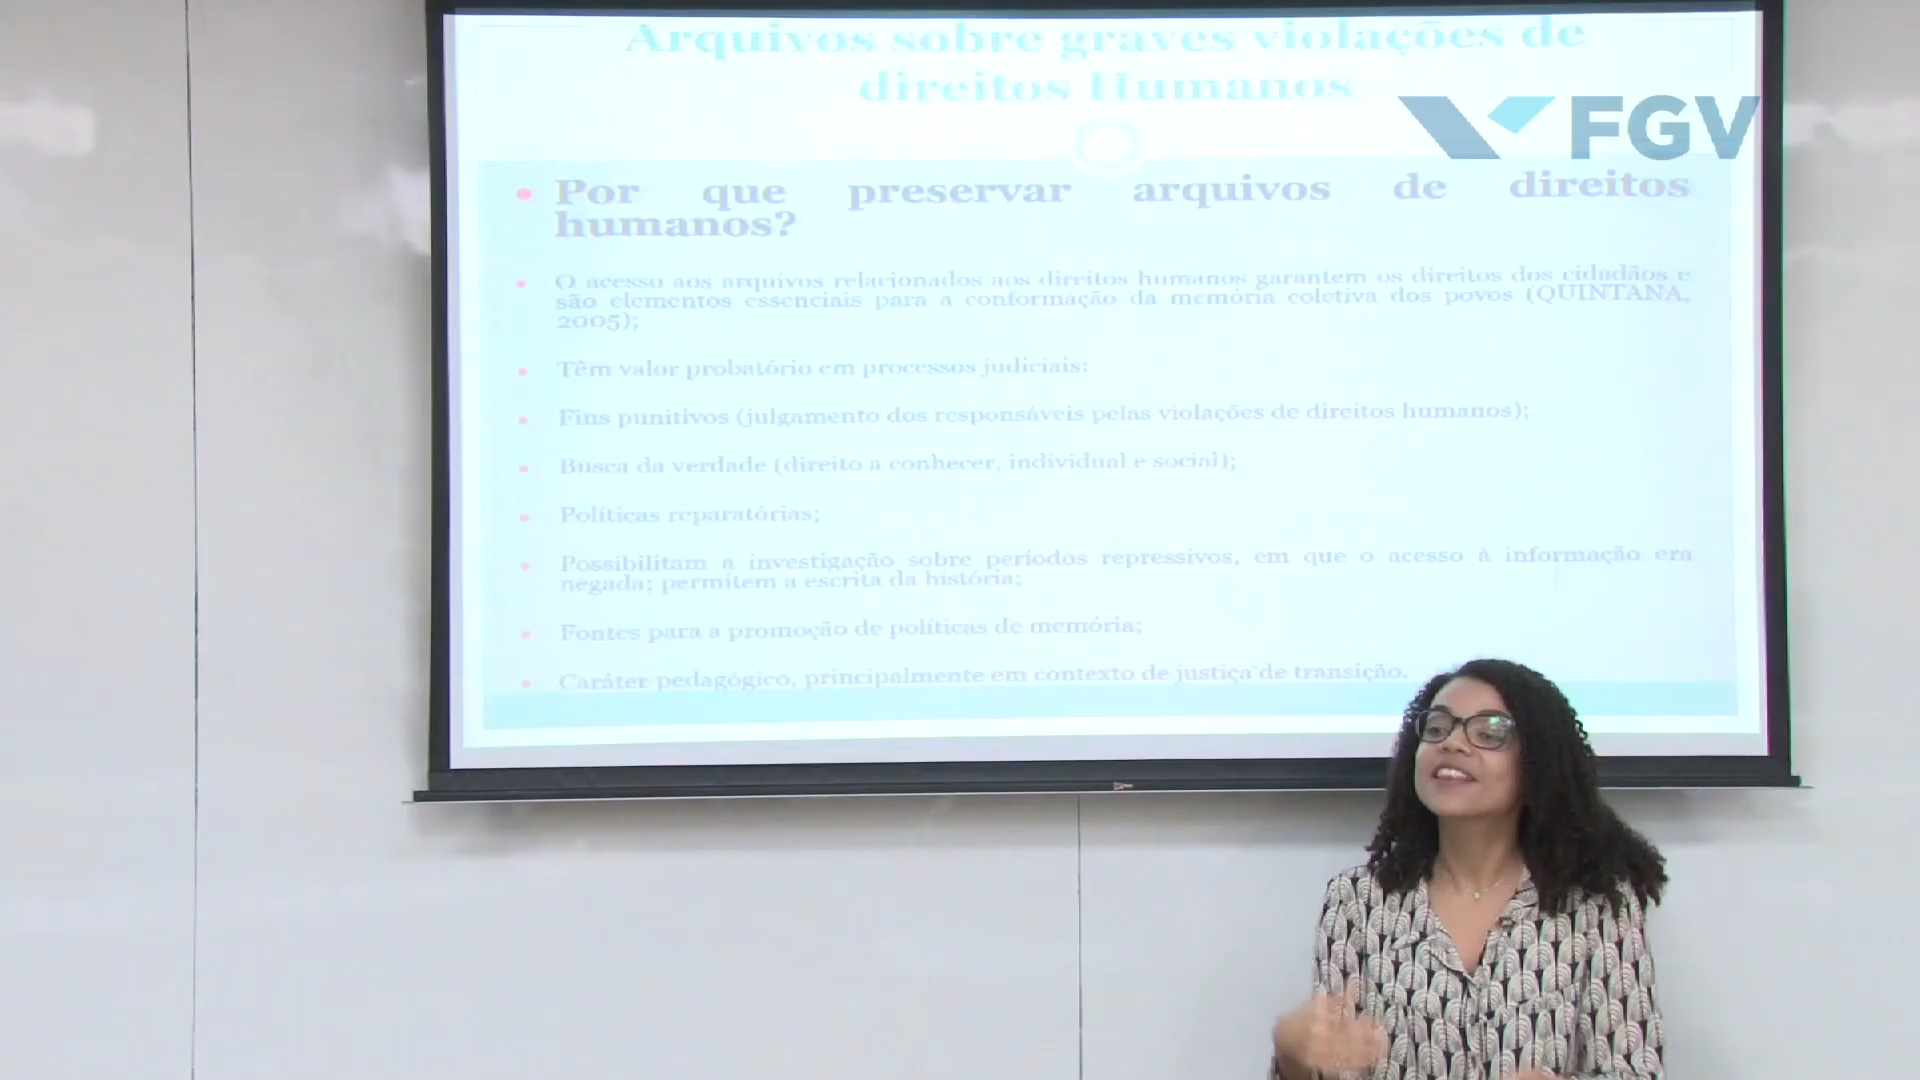 Arquivos sobre graves violações de
direitos Humanos
FGV
Por que preservar arquivos de direitos
humanos?
O acesso aos arquivos relacionados aos direitos humanos garantem os direitos dos cidadãos e
são elementos essenciais para a conformação da memória coletiva dos povos (QUINTANA,
2005);
Têm valor probatório em processos judiciais:
Fins punitivos (julgamento dos responsáveis pelas violações de direitos humanos);
Busca da verdade (direito a conhecer, individual e social);
Políticas reparatórias;
Possibilitam a investigação sobre períodos repressivos, em que o acesso à informação era
negada; permitem a escrita da história;
Fontes para a promoção de políticas de memória;
Caráter pedagógico, principalmente em contexto de justiça de transição.